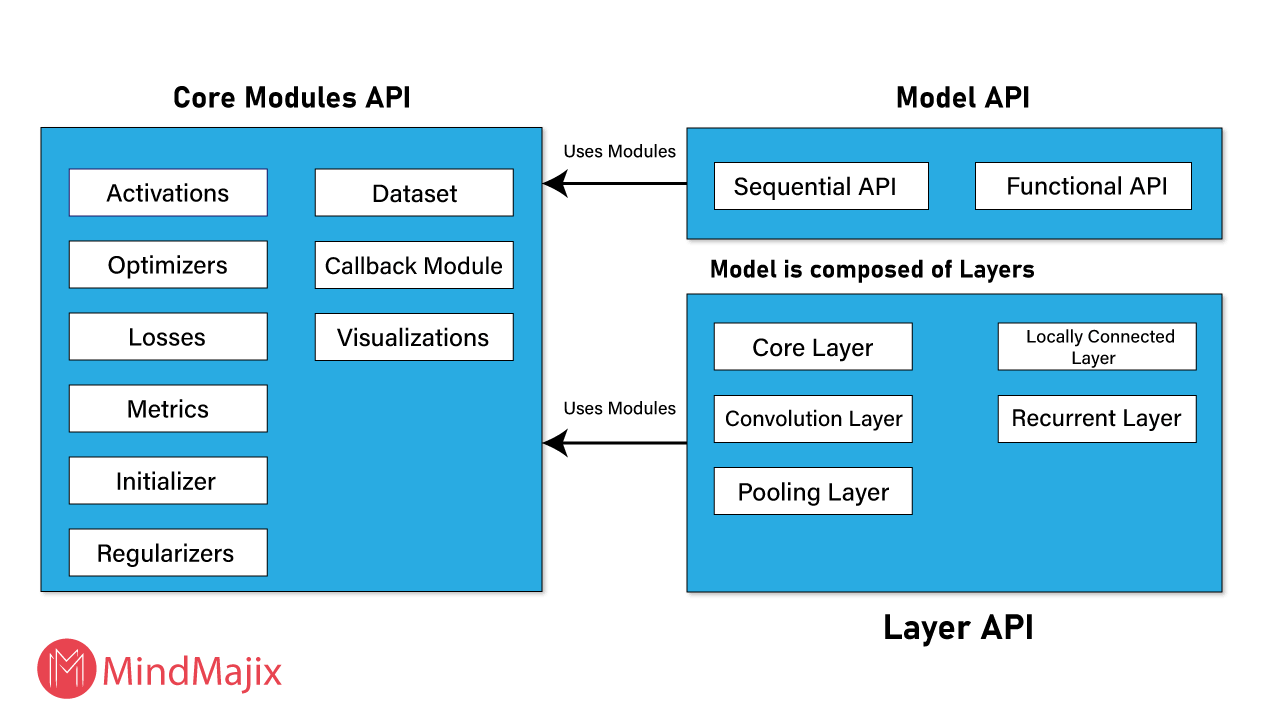 Core Modules API
Activations
Dataset
Optimizers
Callback Module
Losses
Visualizations
Metrics
Initializer
Regularizers
Uses Modules
Uses Modules
Model API
Sequential API
Functional API
Model is composed of Layers
Core Layer
Locally Connected
Layer
Convolution Layer
Recurrent Layer
Pooling Layer
Layer API
MindMajix